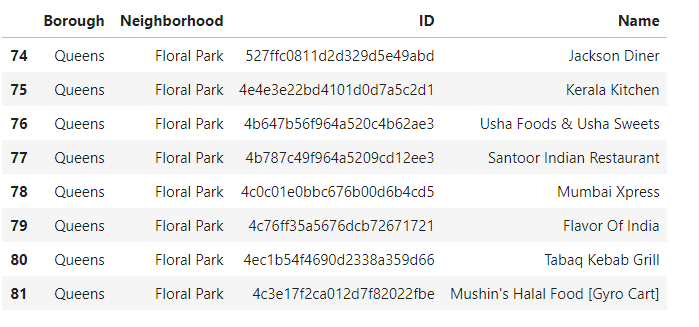 Borough Neighborhood ID Name
74 Queens Floral Park 527ffc0811d2d329d5e49abd Jackson Diner
75 Queens Floral Park 4e4e3e22bd4101d0d7a5c2d1 Kerala Kitchen
76 Queens Floral Park 4b647b56f964a520c4b62ae3 Usha Foods & Usha Sweets
77 Queens Floral Park 4b787c49f964a5209cd12ee3 Santoor Indian Restaurant
78 Queens Floral Park 4c0c01e0bbc676b00d6b4cd5 Mumbai Xpress
79 Queens Floral Park 4c76ff35a5676dcb72671721 Flavor Of India
80 Queens Floral Park 4ec1b54f4690d2338a359d66 Tabaq Kebab Grill
81 Queens Floral Park 4c3e17f2ca012d7f82022fbe Mushin's Halal Food [Gyro Cart]